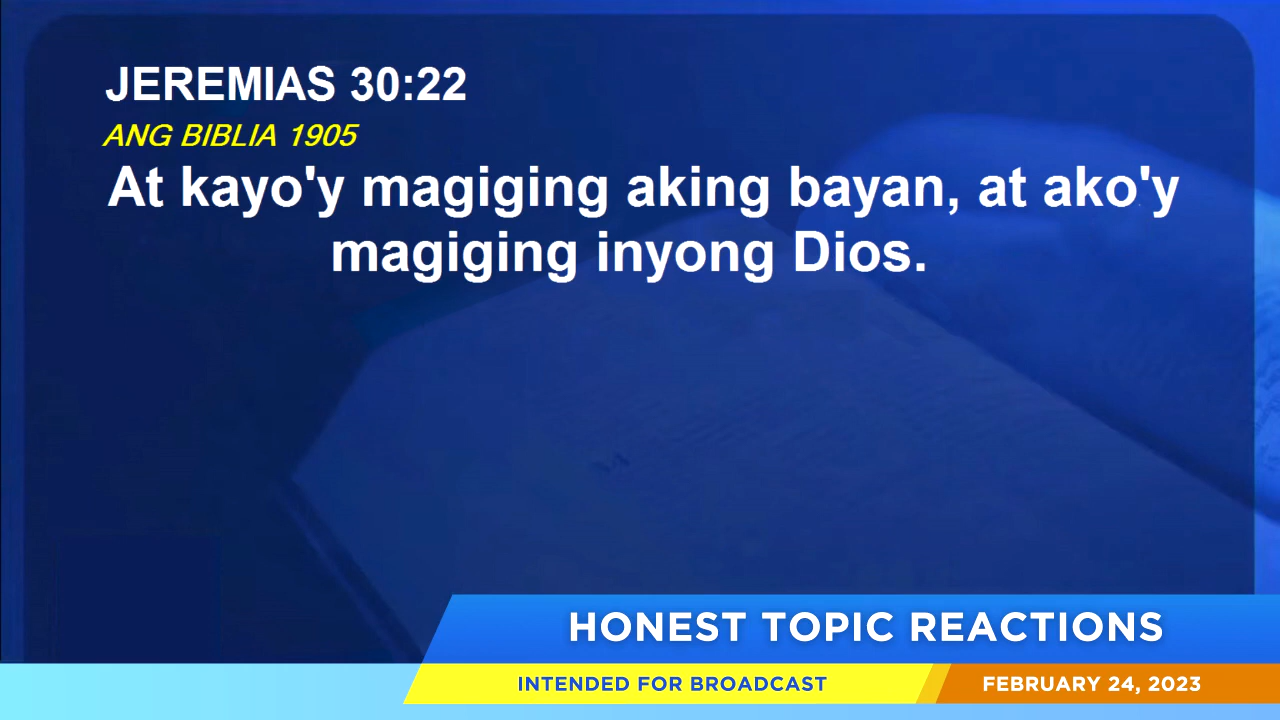 JEREMIAS 30:22
ANG BIBLIA 1905
At kayo'y magiging aking bayan, at ako'y
magiging inyong Dios.
HONEST TOPIC REACTIONS
INTENDED FOR BROADCAST
FEBRUARY 24, 2023